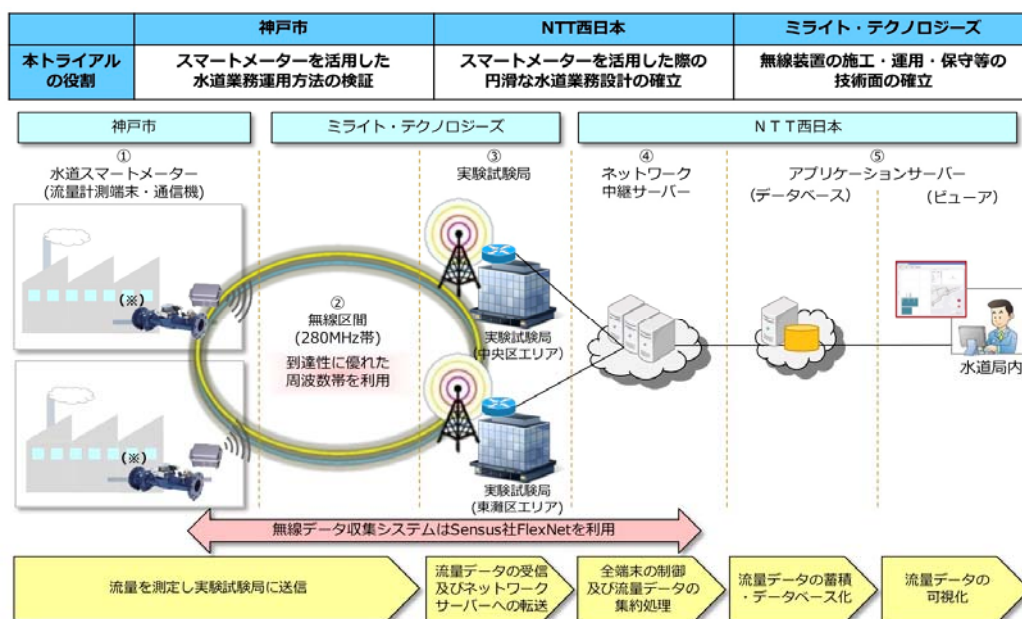 神戸市
NTT西日本
ミライト・テクノロジーズ
本トライアル
の役割
スマートメーターを活用した
水道業務運用方法の検証
スマートメーターを活用した際の
円滑な水道業務設計の確立
無線装置の施工・運用・保守等の
技術面の確立
神戸市
ミライト・テクノロジーズ
NTT西日本
①
水道スマートメーター
(流量計測端末・通信機)
③
実験試験局
④
ネットワーク
中継サーバー
⑤
アプリケーションサーバー
(データベース)
(ビューア)
(※)
②
無線区間
(280MHz帯)
到達性に優れた
周波数帯を利用
実験試験局
(中央区エリア)
水道局内
(※)
実験試験局
(東灘区エリア)
無線データ収集システムはSensus社FlexNetを利用
流量を測定し実験試験局に送信
流量データの受信
及びネットワーク
サーバーへの転送
全端末の制御
及び流量データの
集約処理
流量データの蓄積
・データベース化
流量データの
可視化